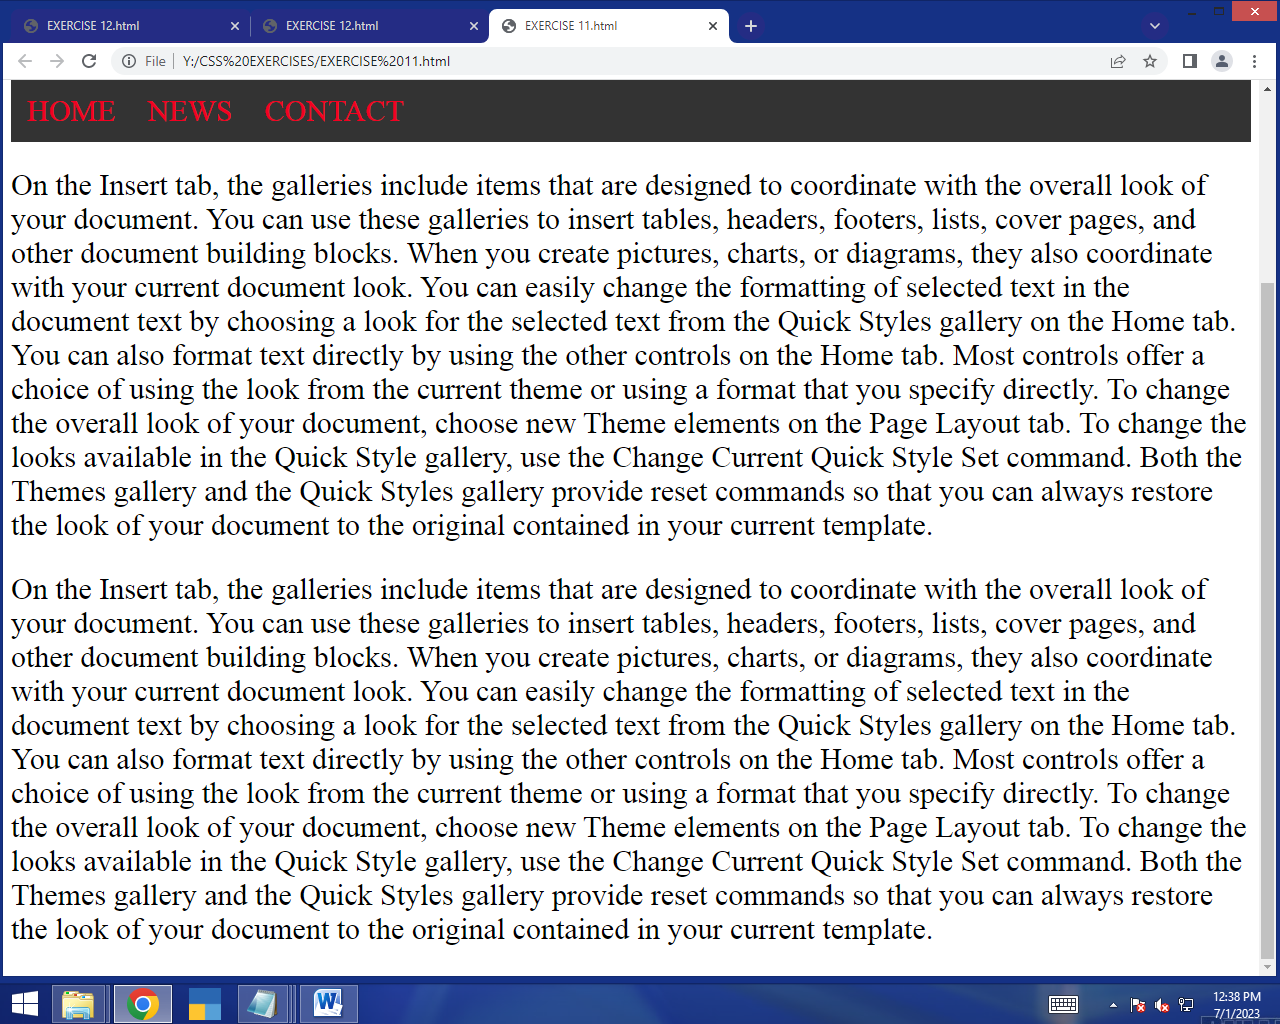 EXERCISE 12.html
EXERCISE 12.html
EXERCISE 11.html
File
Y:/CSS%20EXERCISES/EXERCISE%2011.html
HOME NEWS CONTACT
On the Insert tab, the galleries include items that are designed to coordinate with the overall look of
your document. You can use these galleries to insert tables, headers, footers, lists, cover pages, and
other document building blocks. When you create pictures, charts, or diagrams, they also coordinate
with your current document look. You can easily change the formatting of selected text in the
document text by choosing a look for the selected text from the Quick Styles gallery on the Home tab.
You can also format text directly by using the other controls on the Home tab. Most controls offer a
choice of using the look from the current theme or using a format that you specify directly. To change
the overall look of your document, choose new Theme elements on the Page Layout tab. To change the
looks available in the Quick Style gallery, use the Change Current Quick Style Set command. Both the
Themes gallery and the Quick Styles gallery provide reset commands so that you can always restore
the look of your document to the original contained in your current template.
On the Insert tab, the galleries include items that are designed to coordinate with the overall look of
your document. You can use these galleries to insert tables, headers, footers, lists, cover pages, and
other document building blocks. When you create pictures, charts, or diagrams, they also coordinate
with your current document look. You can easily change the formatting of selected text in the
document text by choosing a look for the selected text from the Quick Styles gallery on the Home tab.
You can also format text directly by using the other controls on the Home tab. Most controls offer a
choice of using the look from the current theme or using a format that you specify directly. To change
the overall look of your document, choose new Theme elements on the Page Layout tab. To change the
looks available in the Quick Style gallery, use the Change Current Quick Style Set command. Both the
Themes gallery and the Quick Styles gallery provide reset commands so that you can always restore
the look of your document to the original contained in your current template.
12:38 PM
7/1/2023